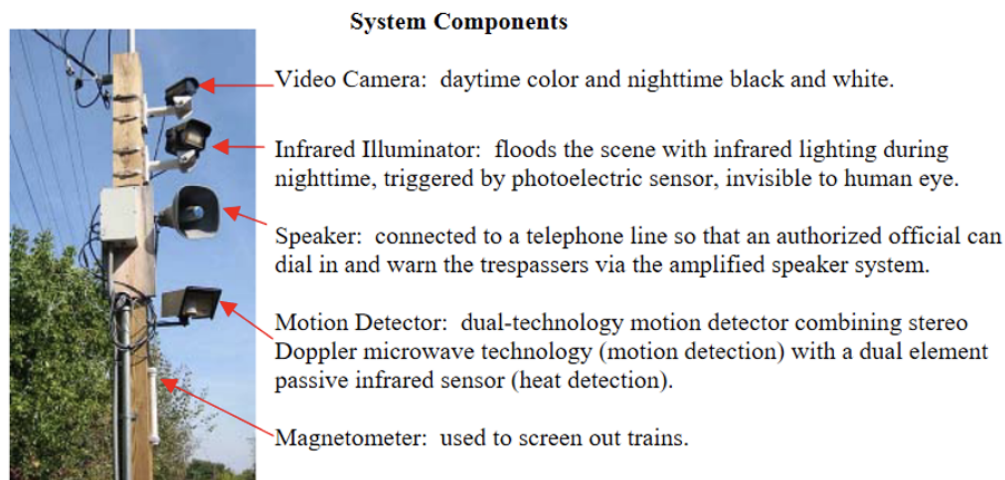 System Components
Video Camera: daytime color and nighttime black and white.
Infrared Illuminator: floods the scene with infrared lighting during
nighttime, triggered by photoelectric sensor, invisible to human eye.
Speaker: connected to a telephone line so that an authorized official can
dial in and warn the trespassers via the amplified speaker system.
Motion Detector: dual-technology motion detector combining stereo
Doppler microwave technology (motion detection) with a dual element
passive infrared sensor (heat detection).
Magnetometer: used to screen out trains.